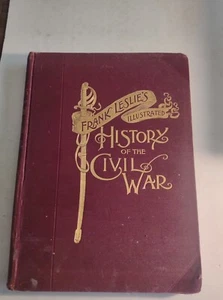 FRANK LESLIE'S
ILLUSTRATED
HISTORY
OF THE
CIVIL
WAR